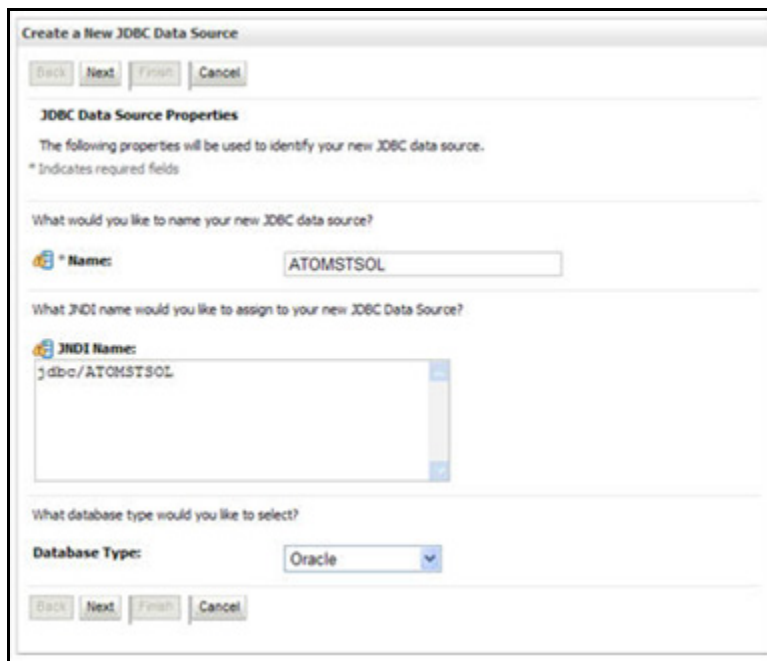 Create a New JDBC Data Source
Back Next Finish Cancel
JDBC Data Source Properties
The following properties will be used to identify your new JDBC data source.
* Indicates required fields
What would you like to name your new JDBC data source?
* Name: ATOMSTSOL
What JNDI name would you like to assign to your new JDBC Data Source?
JNDI Name:
jdbc/ATOMSTSOL
What database type would you like to select?
Database Type: Oracle
Back Next Finish Cancel